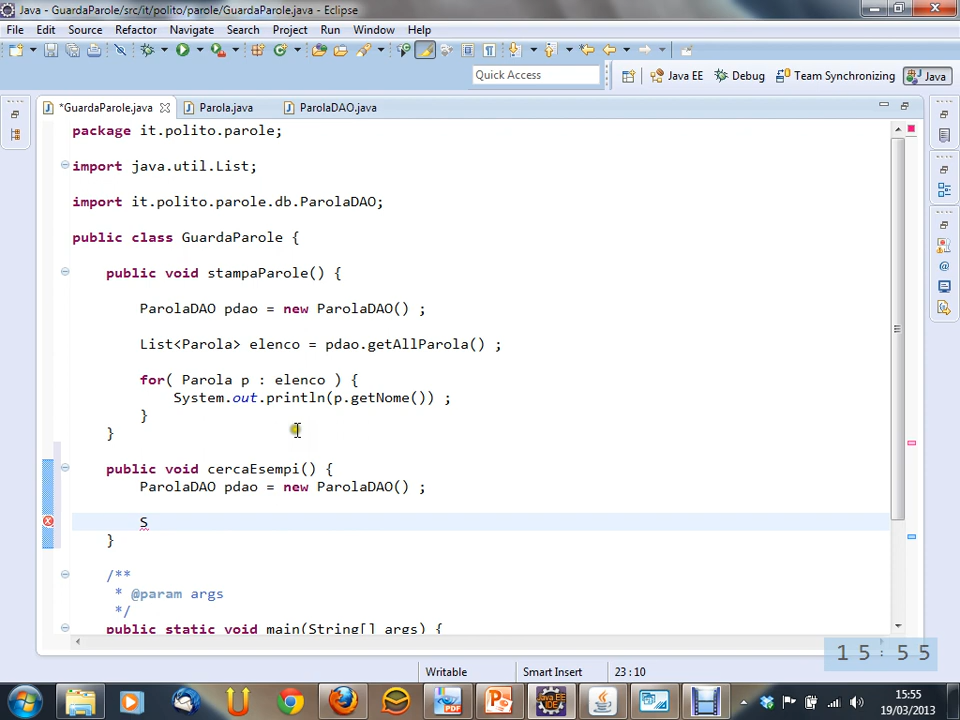 Java - GuardaParole/src/it/polito/parole/GuardaParole.java - Eclipse
File Edit Source Refactor Navigate Search Project Run Window Help
Quick Access Java EE Debug Team Synchronizing Java
*GuardaParole.java Parola.java ParolaDAO.java
package it.polito.parole;
import java.util.List;
import it.polito.parole.db.ParolaDAO;
public class GuardaParole {
public void stampaParole() {
ParolaDAO pdao = new ParolaDAO() ;
List<Parola> elenco = pdao.getAllParola() ;
for( Parola p : elenco ) {
System.out.println(p.getNome()) ;
}
}
public void cercaEsempi() {
ParolaDAO pdao = new ParolaDAO() ;
S
}
/**
* @param args
*/
public static void main(String[] args) {
15:55
Writable Smart Insert 23 : 10
15:55
19/03/2013